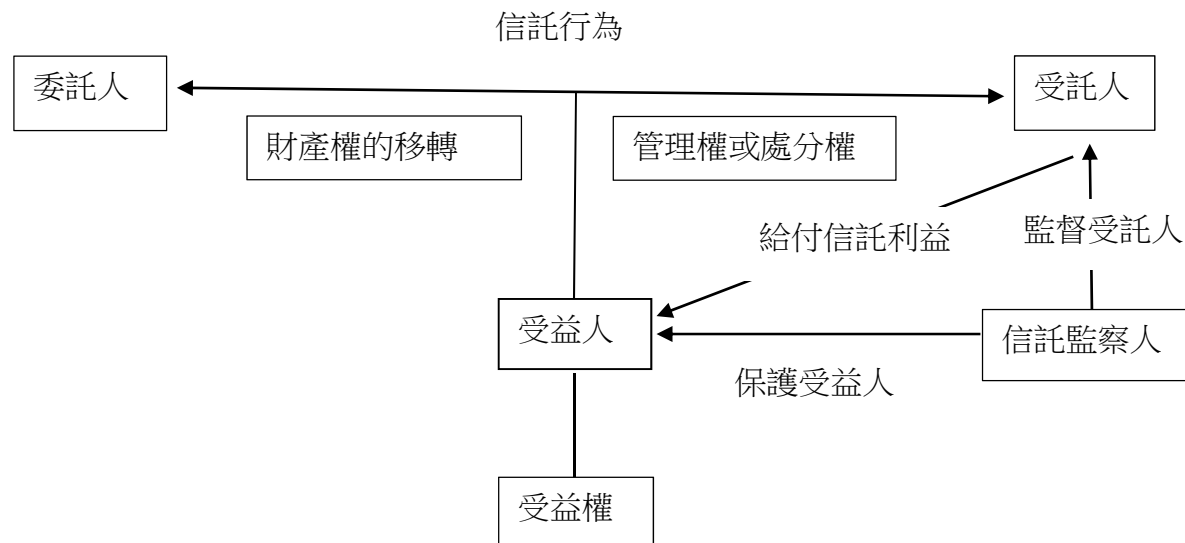 信託行為
委託人
受託人
財產權的移轉
管理權或處分權
給付信託利益
監督受託人
受益人
信託監察人
保護受益人
受益權